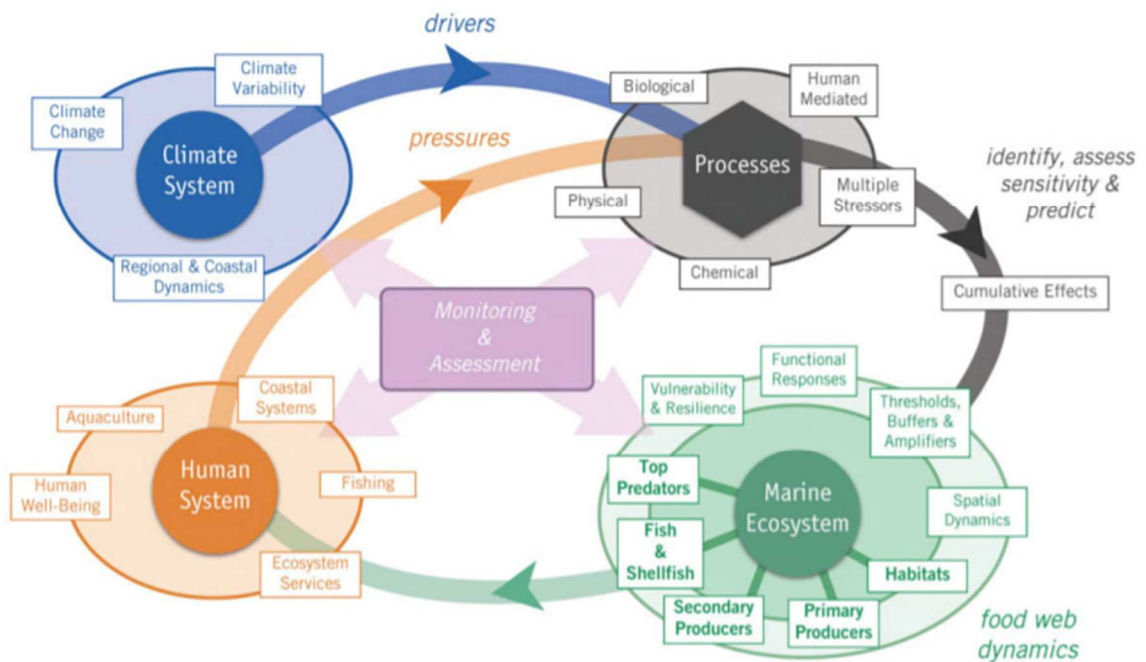 drivers
Climate
Variability
Climate
Change
Climate
System
Regional & Coastal
Dynamics
pressures
Biological
Human
Mediated
Processes
Physical
Multiple
Stressors
Chemical
identify, assess
sensitivity &
predict
Cumulative Effects
Monitoring
&
Assessment
Coastal
Systems
Aquaculture
Human
System
Human
Well-Being
Fishing
Ecosystem
Services
Functional
Responses
Vulnerability
& Resilience
Thresholds,
Buffers &
Amplifiers
Top
Predators
Marine
Ecosystem
Spatial
Dynamics
Fish
&
Shellfish
Habitats
Secondary
Producers
Primary
Producers
food web
dynamics